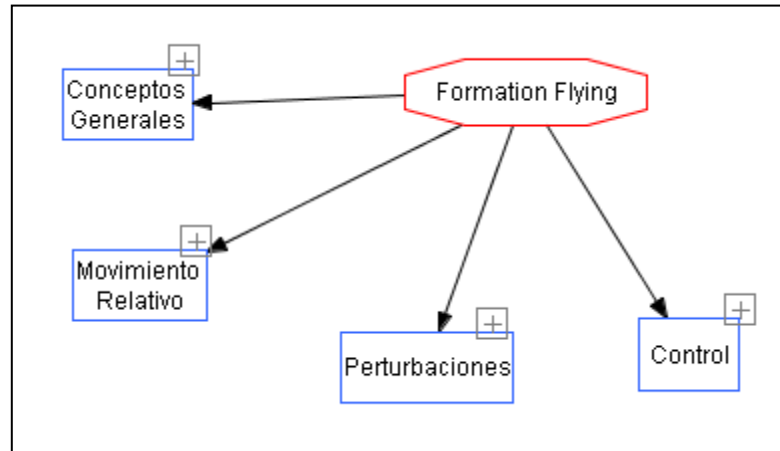 Formation Flying
Conceptos
Generales
Movimiento
Relativo
Perturbaciones
Control